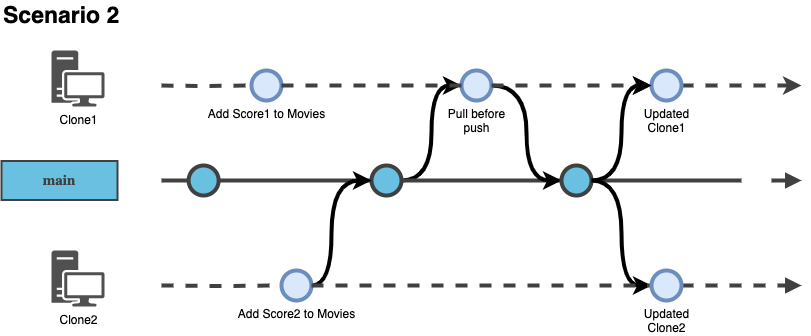 Scenario 2
Clone1
Add Score1 to Movies
Pull before
push
Updated
Clone1
main
Clone2
Add Score2 to Movies
Updated
Clone2